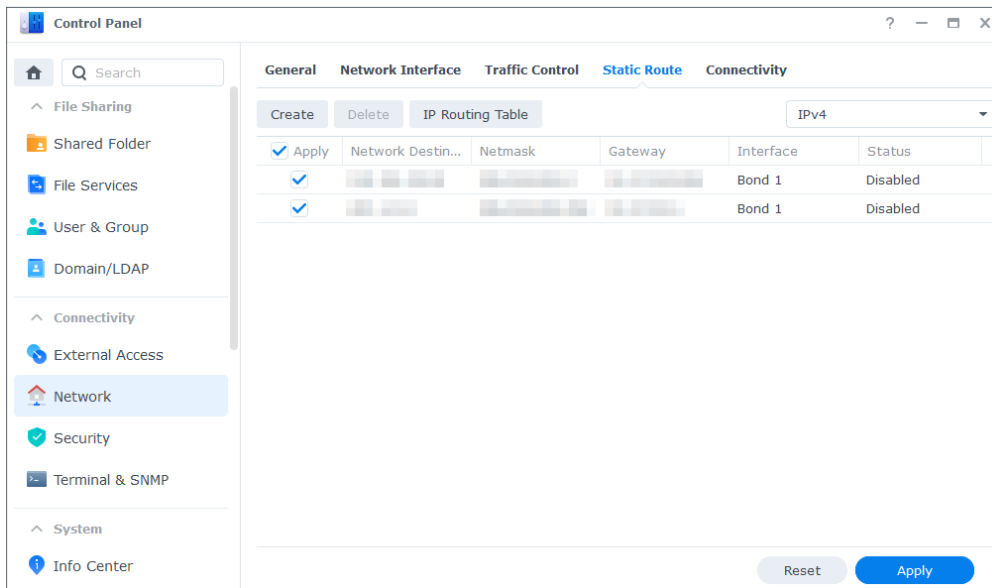 Control Panel
Search
General Network Interface Traffic Control Static Route Connectivity
File Sharing
Create Delete IP Routing Table IPv4
Shared Folder
Apply Network Destin... Netmask Gateway Interface Status
File Services
Bond 1 Disabled
User & Group
Bond 1 Disabled
Domain/LDAP
Connectivity
External Access
Network
Security
Terminal & SNMP
System
Info Center
Reset Apply